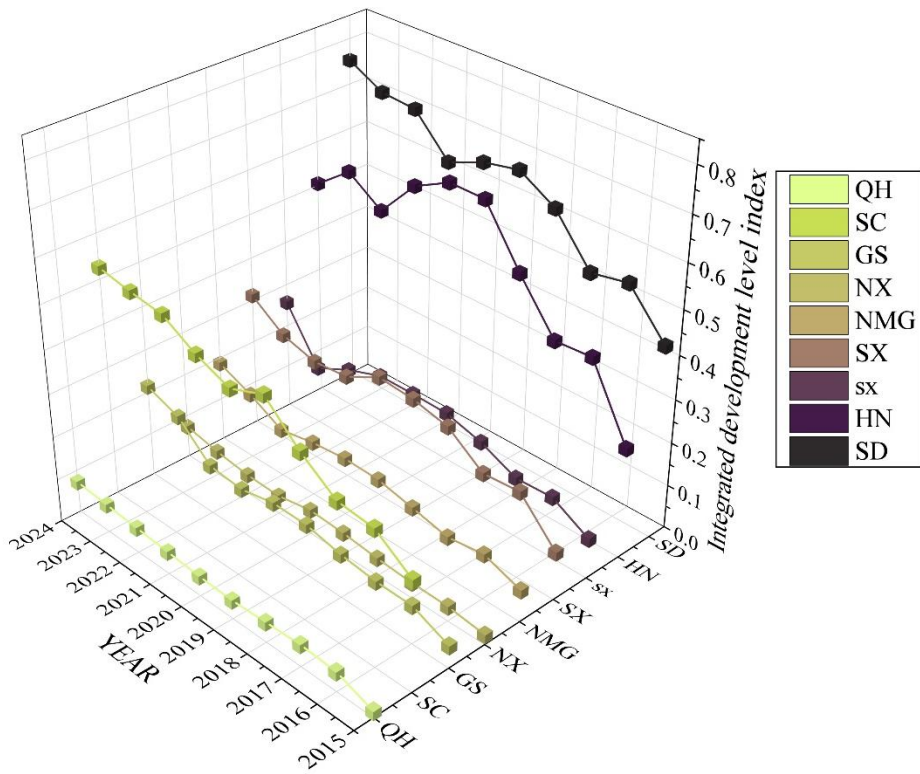 0.8
0.7
0.6
0.5
0.4
0.3
0.2
0.1
0.0
Integrated development level index
2024
2023
2022
2021
2020
2019
2018
2017
2016
2015
YEAR
QH
SC
GS
NX
NMG
SX
sx
HN
SD
QH
SC
GS
NX
NMG
SX
sx
HN
SD